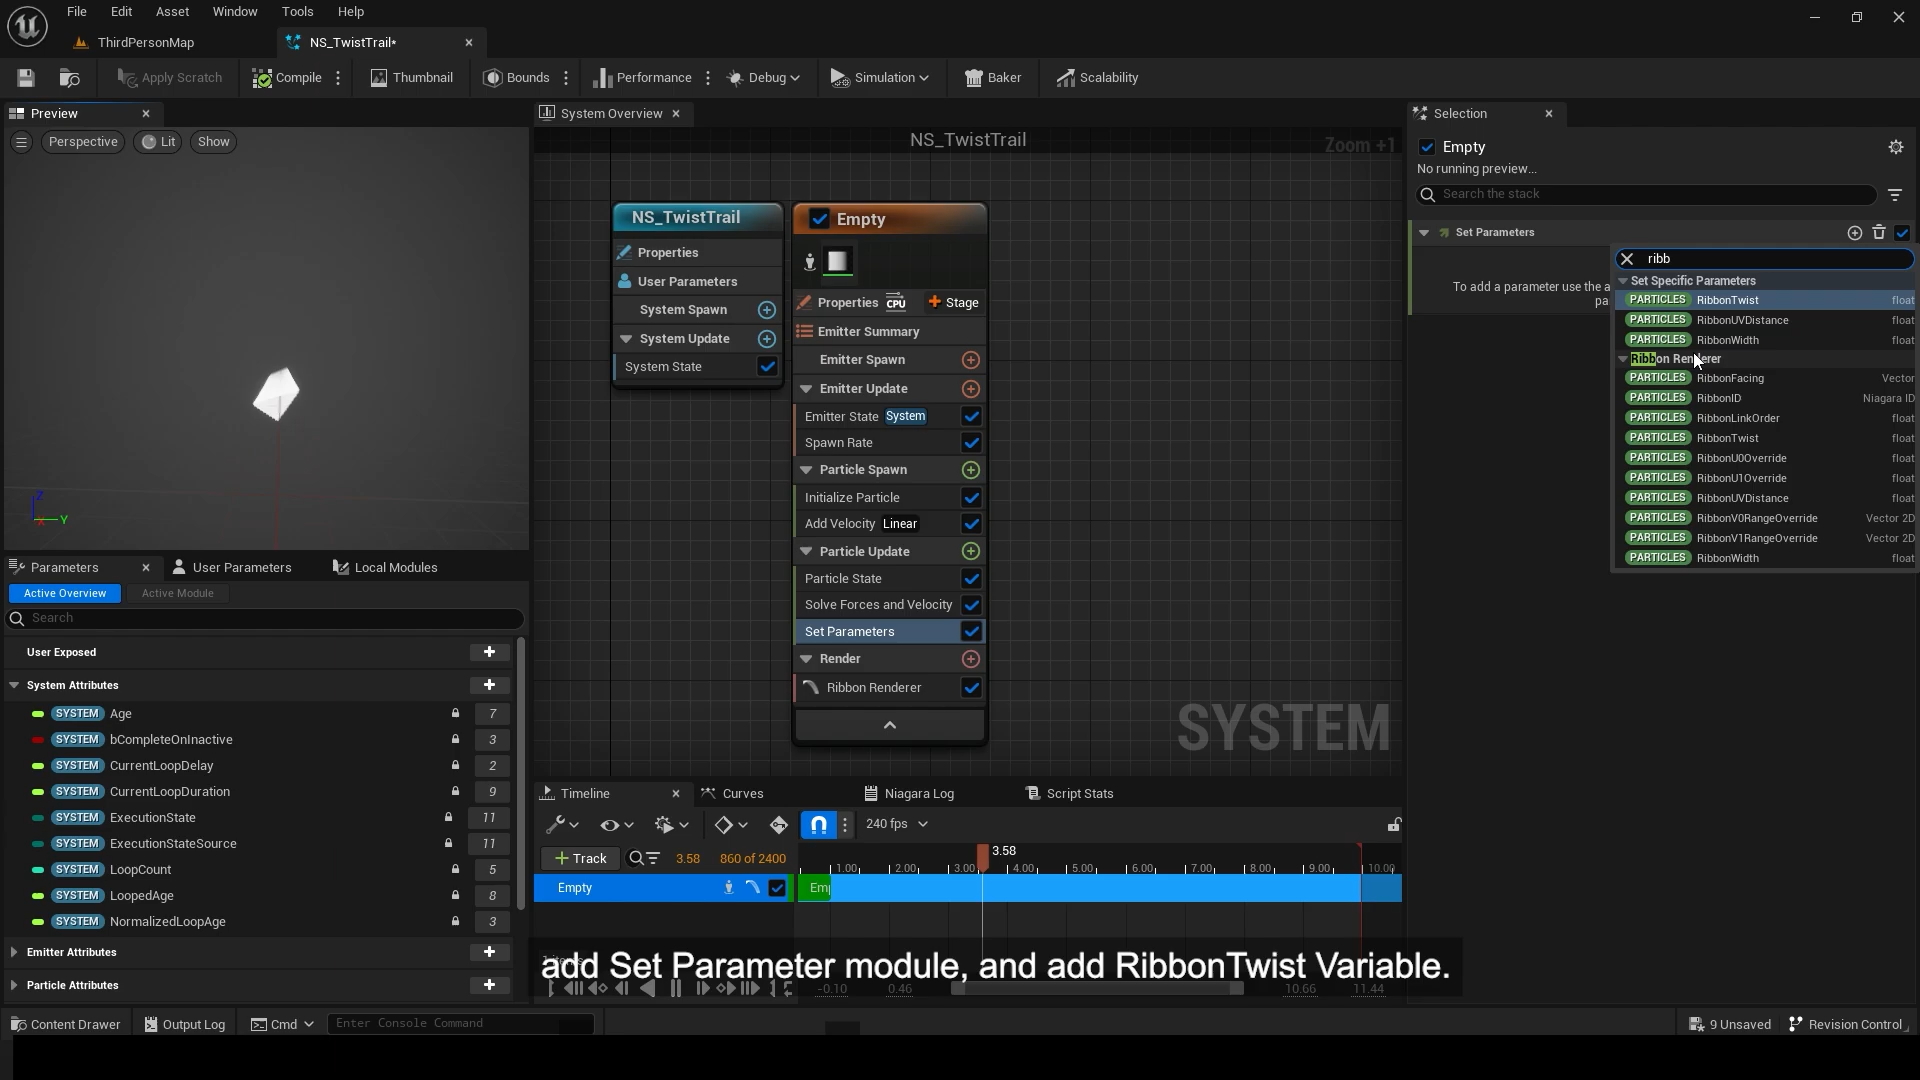 File Edit Asset Window Tools Help
ThirdPersonMap
NS_TwistTrail*
Apply Scratch Compile Thumbnail Bounds Performance Debug Simulation Baker Scalability
Preview
Perspective Lit Show
Z
X Y
System Overview
NS_TwistTrail
Zoom +1
NS_TwistTrail
Properties
User Parameters
System Spawn
System Update
System State
Empty
Properties CPU Stage
Emitter Summary
Emitter Spawn
Emitter Update
Emitter State System
Spawn Rate
Particle Spawn
Initialize Particle
Add Velocity Linear
Particle Update
Particle State
Solve Forces and Velocity
Set Parameters
Render
Ribbon Renderer
SYSTEM
Selection
Empty
No running preview...
Search the stack
Set Parameters
To add a parameter use the a
pa
ribb
Set Specific Parameters
PARTICLES RibbonTwist float
PARTICLES RibbonUVDistance float
PARTICLES RibbonWidth float
Ribbon Renderer
PARTICLES RibbonFacing Vector
PARTICLES RibbonID Niagara ID
PARTICLES RibbonLinkOrder float
PARTICLES RibbonTwist float
PARTICLES RibbonU0Override float
PARTICLES RibbonU1Override float
PARTICLES RibbonUVDistance float
PARTICLES RibbonV0RangeOverride Vector 2D
PARTICLES RibbonV1RangeOverride Vector 2D
PARTICLES RibbonWidth float
Parameters User Parameters Local Modules
Active Overview Active Module
Search
User Exposed
System Attributes
SYSTEM Age 7
SYSTEM bCompleteOnInactive 3
SYSTEM CurrentLoopDelay 2
SYSTEM CurrentLoopDuration 9
SYSTEM ExecutionState 11
SYSTEM ExecutionStateSource 11
SYSTEM LoopCount 5
SYSTEM LoopedAge 8
SYSTEM NormalizedLoopAge 3
Emitter Attributes
Particle Attributes
Timeline Curves Niagara Log Script Stats
240 fps
Track 3.58 860 of 2400
3.58
1.00 2.00 3.00 4.00 5.00 6.00 7.00 8.00 9.00 10.00
Empty
Emp
add Set Parameter module, and add RibbonTwist Variable.
-0.10 0.46 10.66 11.44
Content Drawer Output Log Cmd Enter Console Command 9 Unsaved Revision Control